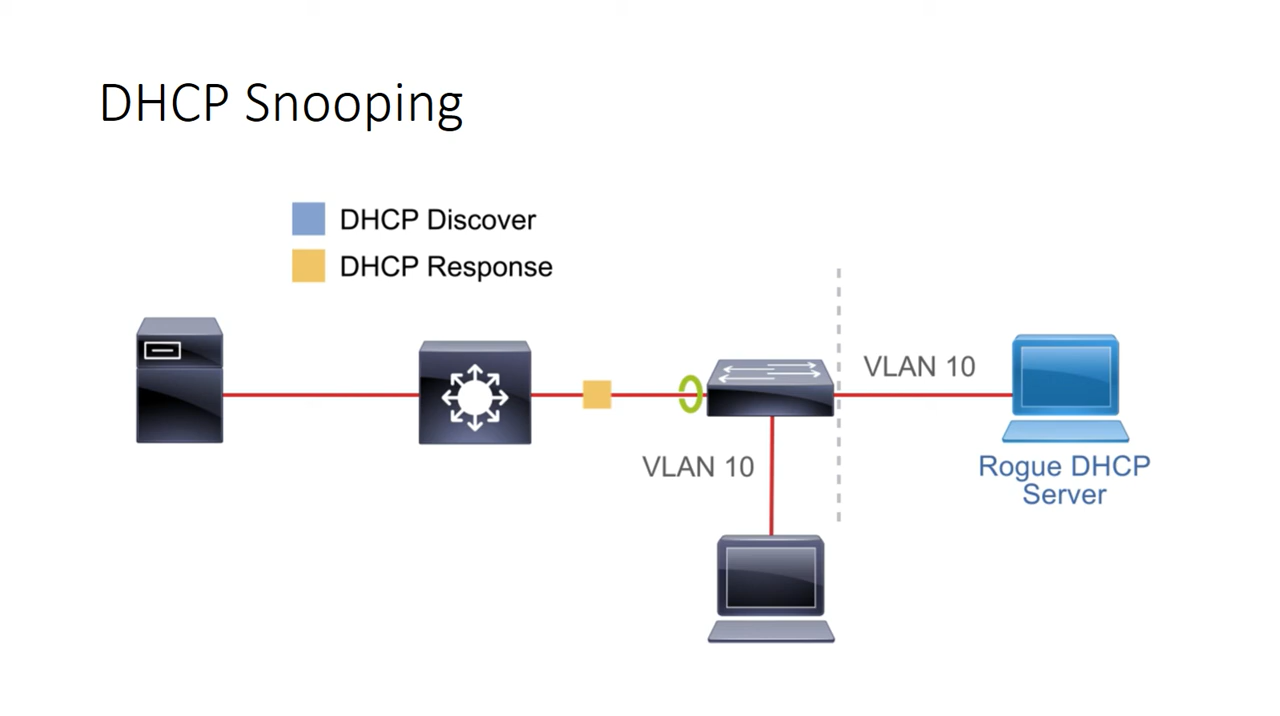 DHCP Snooping
DHCP Discover
DHCP Response
VLAN 10
VLAN 10
Rogue DHCP
Server